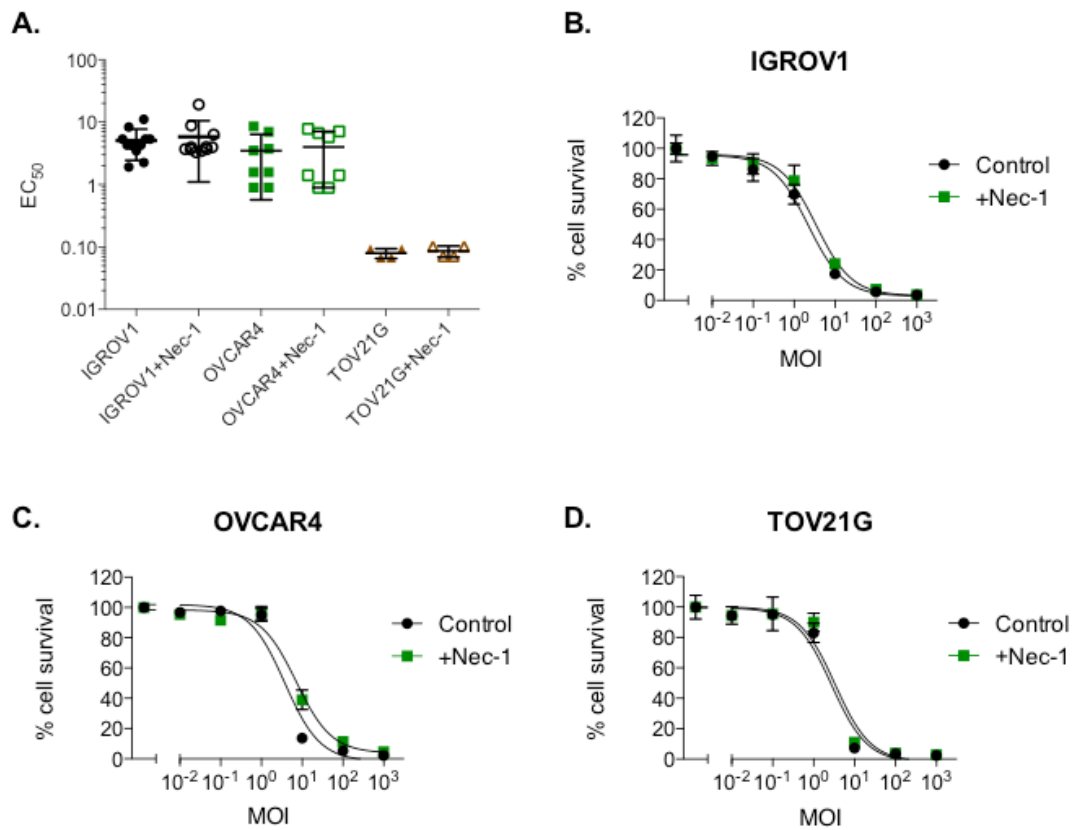 A.
100
10
1
0.10
0.01
EC50
IGROV1
IGROV1+Nec-1
OVCAR4
OVCAR4+Nec-1
TOV21G
TOV21G+Nec-1
B.
IGROV1
120
100
80
60
40
20
0
% cell survival
10-2 10-1 100 101 102 103
MOI
Control
+Nec-1
C.
OVCAR4
120
100
80
60
40
20
0
% cell survival
10-2 10-1 100 101 102 103
MOI
Control
+Nec-1
D.
TOV21G
120
100
80
60
40
20
0
% cell survival
10-2 10-1 100 101 102 103
MOI
Control
+Nec-1